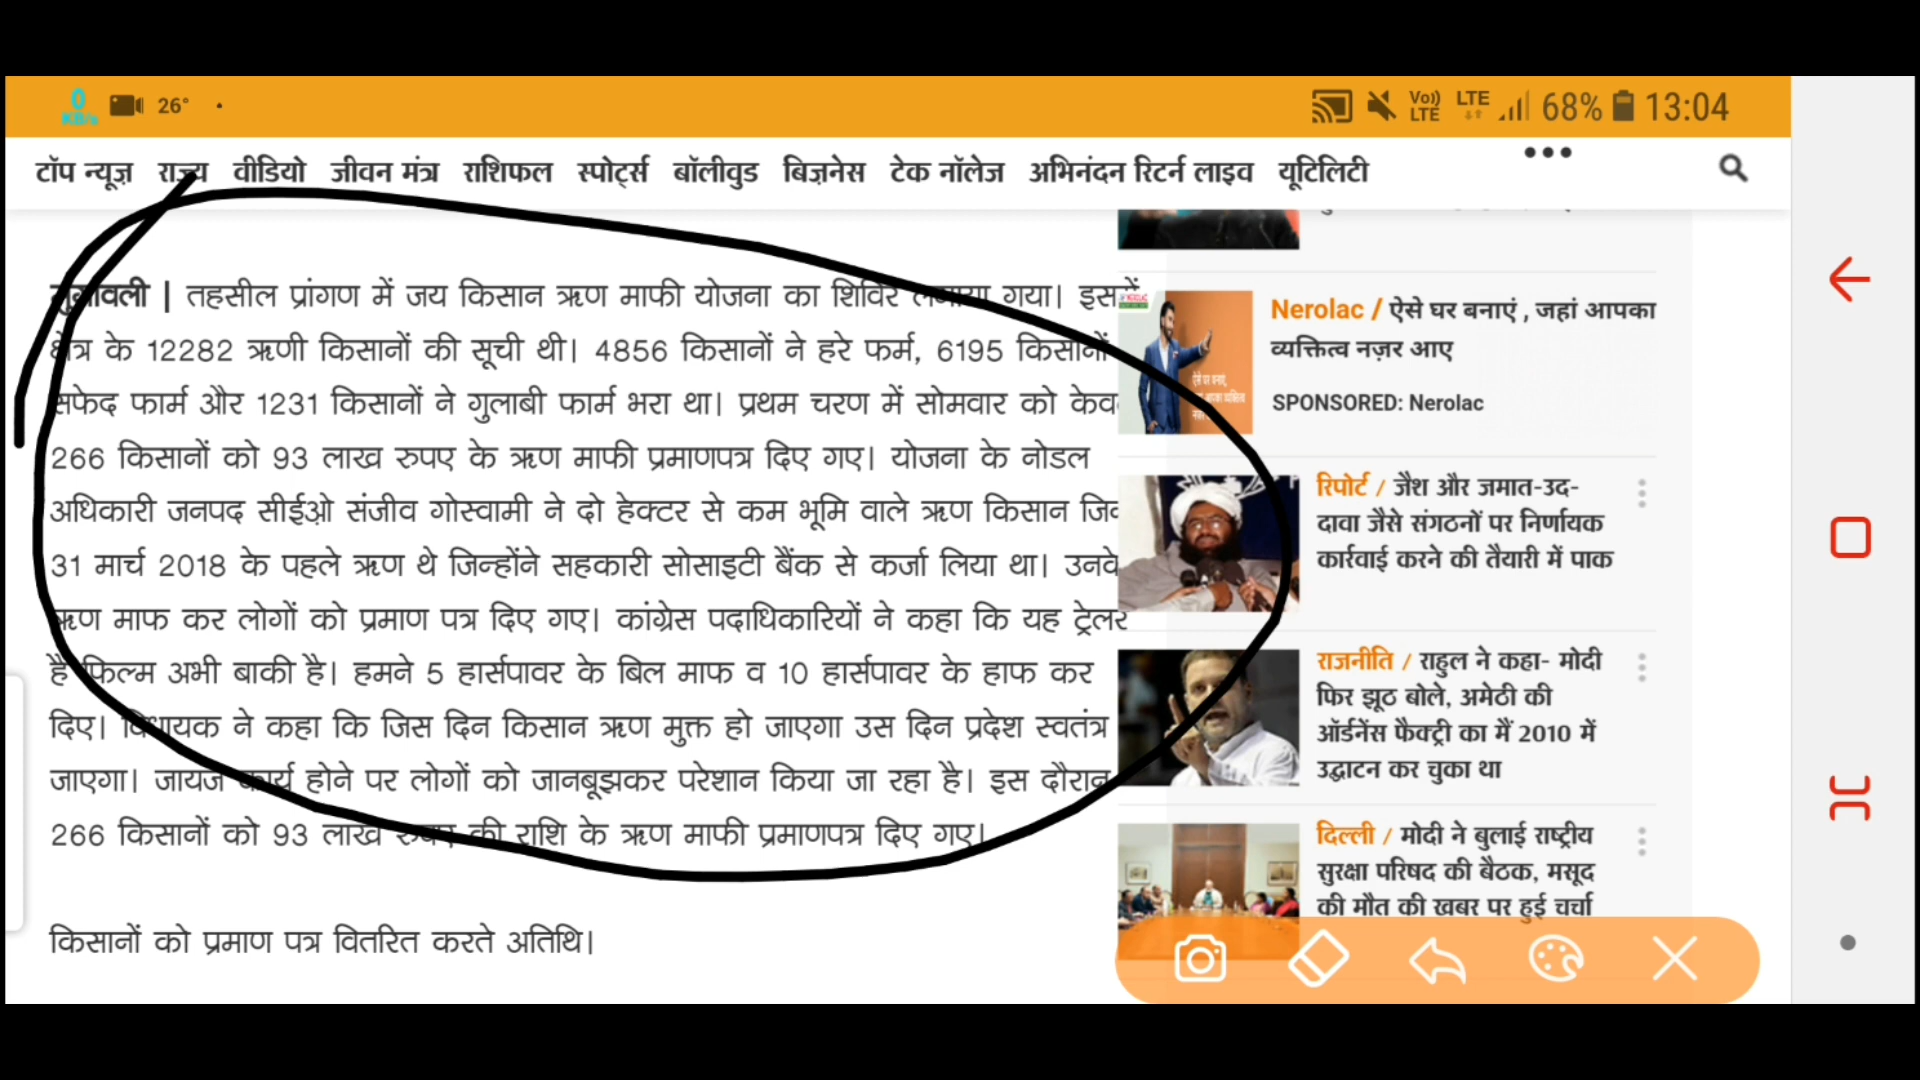 0
KB/s
26°
Vo)) LTE
LTE
68%
13:04
टॉप न्यूज़ राज्य वीडियो जीवन मंत्र राशिफल स्पोर्ट्स बॉलीवुड बिज़नेस टेक नॉलेज अभिनंदन रिटर्न लाइव यूटिलिटी
मुंगावली | तहसील प्रांगण में जय किसान ऋण माफी योजना का शिविर लगाया गया। इसमें
क्षेत्र के 12282 ऋणी किसानों की सूची थी। 4856 किसानों ने हरे फर्म, 6195 किसानों
सफेद फार्म और 1231 किसानों ने गुलाबी फार्म भरा था। प्रथम चरण में सोमवार को
266 किसानों को 93 लाख रुपए के ऋण माफी प्रमाणपत्र दिए गए। योजना के नोडल
अधिकारी जनपद सीईओ संजीव गोस्वामी ने दो हेक्टर से कम भूमि वाले ऋण किसान
31 मार्च 2018 के पहले ऋण थे जिन्होंने सहकारी सोसाइटी बैंक से कर्जा लिया था।
ऋण माफ कर लोगों को प्रमाण पत्र दिए गए। कांग्रेस पदाधिकारियों ने कहा कि यह ट्रेलर
है फिल्म अभी बाकी है। हमने 5 हार्सपावर के बिल माफ व 10 हार्सपावर के हाफ कर
दिए। विधायक ने कहा कि जिस दिन किसान ऋण मुक्त हो जाएगा उस दिन प्रदेश स्वतंत्र
जाएगा। जायज कार्य होने पर लोगों को जानबूझकर परेशान किया जा रहा है। इस दौरान
266 किसानों को 93 लाख रुपए की राशि के ऋण माफी प्रमाणपत्र दिए गए।
किसानों को प्रमाण पत्र वितरित करते अतिथि।
Nerolac / ऐसे घर बनाएं , जहां आपका
व्यक्तित्व नज़र आए
SPONSORED: Nerolac
रिपोर्ट / जैश और जमात-उद-
दावा जैसे संगठनों पर निर्णायक
कार्रवाई करने की तैयारी में पाक
राजनीति / राहुल ने कहा- मोदी
फिर झूठ बोले, अमेठी की
ऑर्डनेंस फैक्ट्री का मैं 2010 में
उद्घाटन कर चुका था
दिल्ली / मोदी ने बुलाई राष्ट्रीय
सुरक्षा परिषद की बैठक, मसूद
की मौत की खबर पर हुई चर्चा